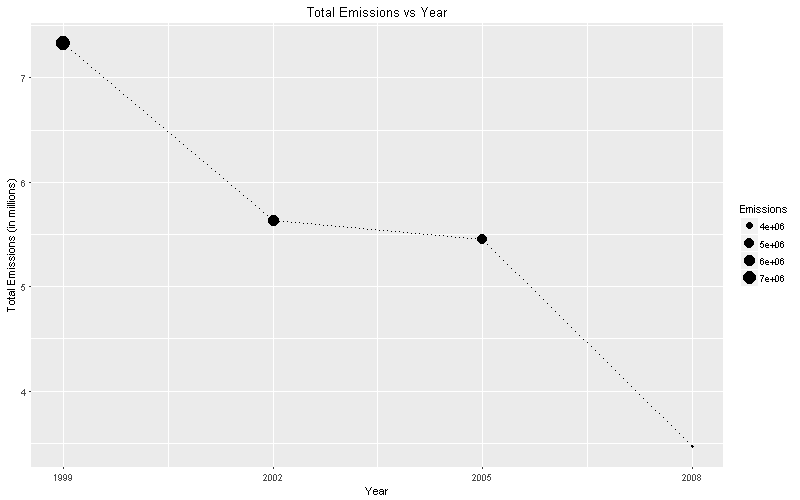 Total Emissions vs Year
Total Emissions (in millions)
7
6
5
4
1999 2002 2005 2008
Year
Emissions
4e+06
5e+06
6e+06
7e+06